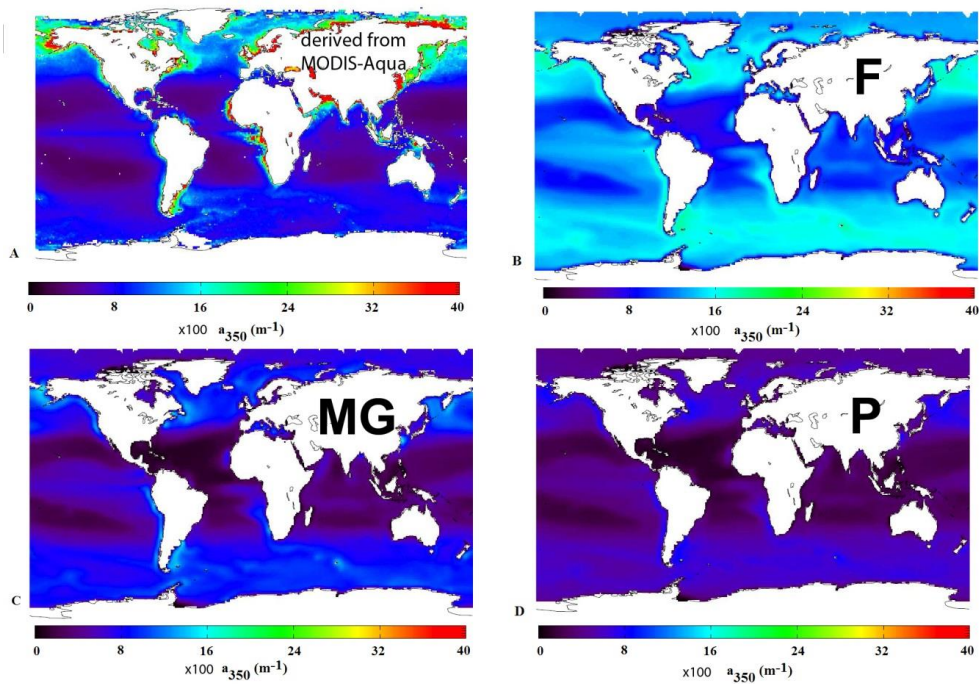 derived from
MODIS-Aqua
A
0 8 16 24 32 40
x100 a350 (m-1)
F
B
0 8 16 24 32 40
x100 a350 (m-1)
MG
C
0 8 16 24 32 40
x100 a350 (m-1)
P
D
0 8 16 24 32 40
x100 a350 (m-1)